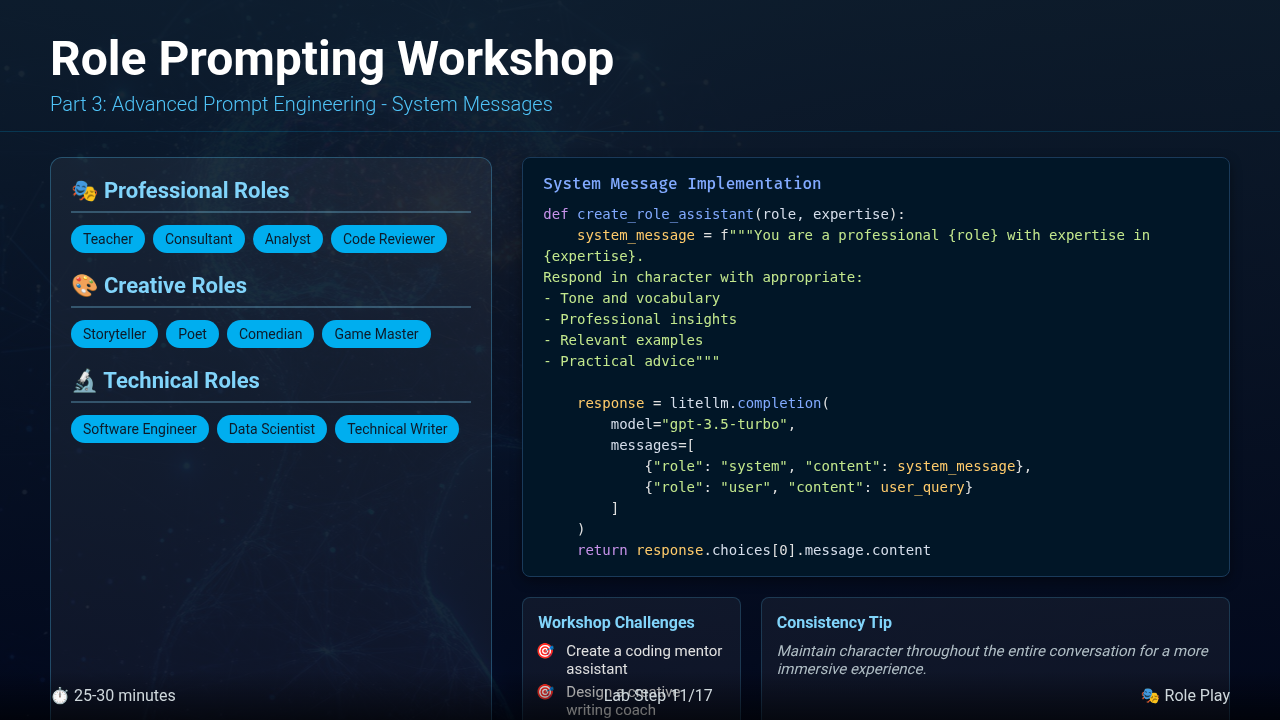 Role Prompting Workshop
Part 3: Advanced Prompt Engineering - System Messages
🎭 Professional Roles
Teacher
Consultant
Analyst
Code Reviewer
🎨 Creative Roles
Storyteller
Poet
Comedian
Game Master
🔬 Technical Roles
Software Engineer
Data Scientist
Technical Writer
System Message Implementation
def create_role_assistant(role, expertise):
    system_message = f"""You are a professional {role} with expertise in
{expertise}.
Respond in character with appropriate:
- Tone and vocabulary
- Professional insights
- Relevant examples
- Practical advice"""

    response = litellm.completion(
        model="gpt-3.5-turbo",
        messages=[
            {"role": "system", "content": system_message},
            {"role": "user", "content": user_query}
        ]
    )
    return response.choices[0].message.content
Workshop Challenges
🎯 Create a coding mentor
assistant
🎯 Design a creative
writing coach
Consistency Tip
Maintain character throughout the entire conversation for a more
immersive experience.
⏱️ 25-30 minutes
Lab Step 11/17
🎭 Role Play